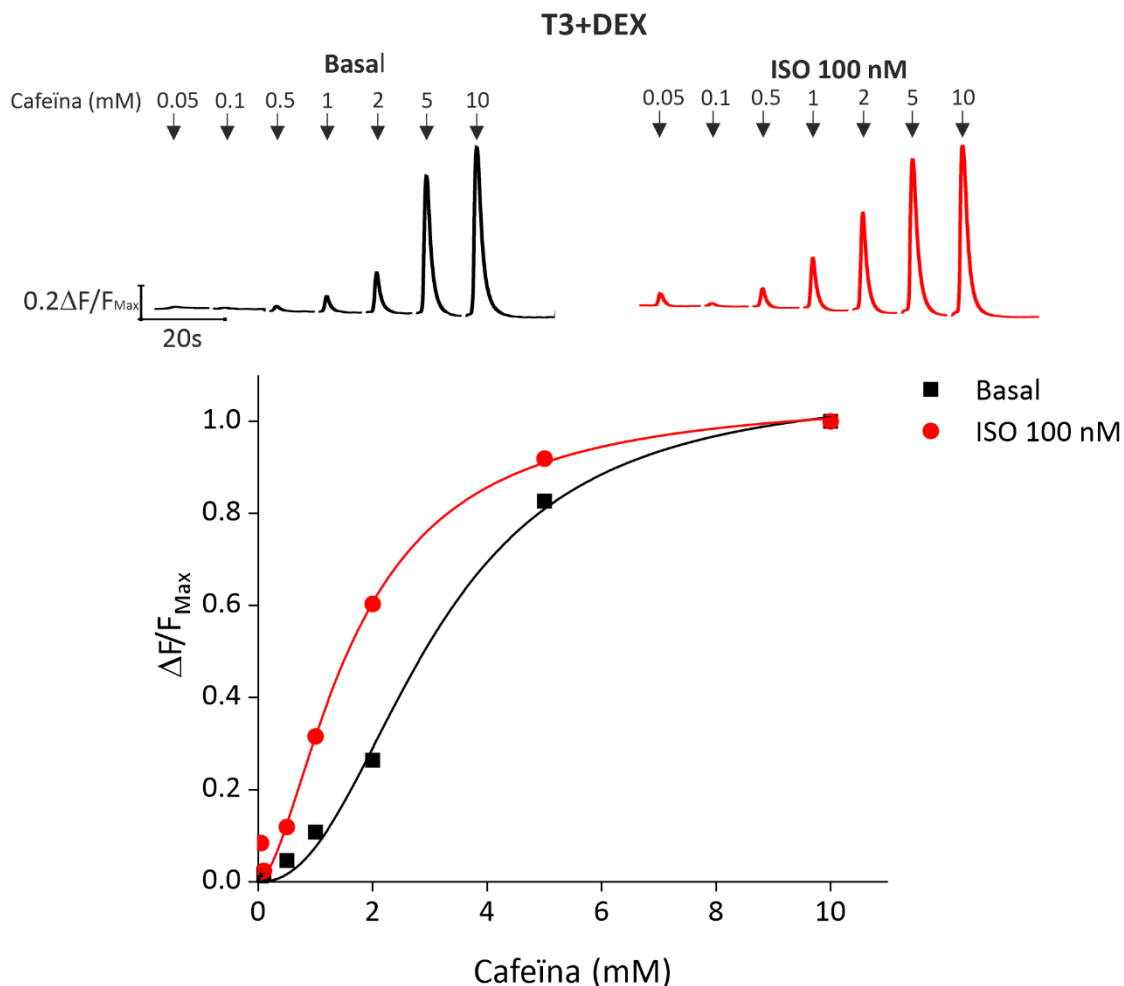 T3+DEX
Basal
ISO 100 nM
Cafeïna (mM) 0.05 0.1 0.5 1 2 5 10
0.05 0.1 0.5 1 2 5 10
0.2ΔF/FMax
20s
Basal
ISO 100 nM
1.0
0.8
0.6
0.4
0.2
0.0
ΔF/FMax
0 2 4 6 8 10
Cafeïna (mM)